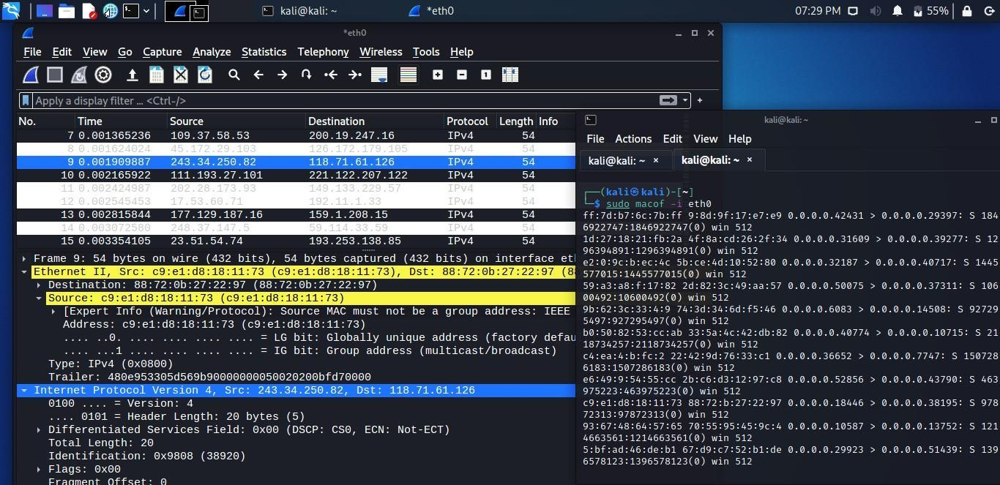 kali@kali: ~
*eth0
07:29 PM
55%
*eth0
File Edit View Go Capture Analyze Statistics Telephony Wireless Tools Help
Apply a display filter … <Ctrl-/>
No. Time Source Destination Protocol Length Info
7 0.001365236 109.37.58.53 200.19.247.16 IPv4 54
8 0.001624024 45.172.29.103 126.172.179.105 IPv4 54
9 0.001909887 243.34.250.82 118.71.61.126 IPv4 54
10 0.002165922 111.193.27.101 221.122.207.122 IPv4 54
11 0.002424987 202.28.173.93 149.133.229.57 IPv4 54
12 0.002545453 17.53.60.71 192.11.1.33 IPv4 54
13 0.002815844 177.129.187.16 159.1.208.15 IPv4 54
14 0.003072580 248.37.147.5 59.114.33.59 IPv4 54
15 0.003354105 23.51.54.74 193.253.138.85 IPv4 54
Frame 9: 54 bytes on wire (432 bits), 54 bytes captured (432 bits) on interface et
Ethernet II, Src: c9:e1:d8:18:11:73 (c9:e1:d8:18:11:73), Dst: 88:72:0b:27:22:97 (8
Destination: 88:72:0b:27:22:97 (88:72:0b:27:22:97)
Source: c9:e1:d8:18:11:73 (c9:e1:d8:18:11:73)
[Expert Info (Warning/Protocol): Source MAC must not be a group address: IEEE
Address: c9:e1:d8:18:11:73 (c9:e1:d8:18:11:73)
.... ..0. .... .... .... .... = LG bit: Globally unique address (factory defau
.... ...1 .... .... .... .... = IG bit: Group address (multicast/broadcast)
Type: IPv4 (0x0800)
Trailer: 480e953305d569b90000000050020200bfd70000
Internet Protocol Version 4, Src: 243.34.250.82, Dst: 118.71.61.126
0100 .... = Version: 4
.... 0101 = Header Length: 20 bytes (5)
Differentiated Services Field: 0x00 (DSCP: CS0, ECN: Not-ECT)
Total Length: 20
Identification: 0x9808 (38920)
Flags: 0x00
Fragment Offset: 0
kali@kali: ~
File Actions Edit View Help
kali@kali: ~ × kali@kali: ~ ×
┌──(kali㉿kali)-[~]
└─$ sudo macof -i eth0
ff:7d:b7:6c:7b:ff 9:8d:9f:17:e7:e9 0.0.0.0.42431 > 0.0.0.0.29397: S 184
6922747:1846922747(0) win 512
1d:27:18:21:fb:2a 4f:8a:cd:26:2f:34 0.0.0.0.31609 > 0.0.0.0.39277: S 12
96394891:1296394891(0) win 512
e2:0:9c:b:ec:4c 5b:ce:4d:10:52:80 0.0.0.0.32187 > 0.0.0.0.40717: S 1445
577015:1445577015(0) win 512
59:a3:a8:f:17:82 2d:82:3c:49:aa:57 0.0.0.0.50075 > 0.0.0.0.37311: S 106
00492:10600492(0) win 512
9b:62:3c:33:4:9 74:3d:34:6d:f5:46 0.0.0.0.6083 > 0.0.0.0.14508: S 92729
5497:927295497(0) win 512
b0:50:82:53:cc:ab 33:5a:4c:42:db:82 0.0.0.0.40774 > 0.0.0.0.10715: S 21
18734257:2118734257(0) win 512
c4:ea:4:b:fc:2 22:42:9d:76:33:c1 0.0.0.0.36652 > 0.0.0.0.7747: S 150728
6183:1507286183(0) win 512
e6:49:9:54:55:cc 2b:c6:d3:12:97:c8 0.0.0.0.52856 > 0.0.0.0.43790: S 463
975223:463975223(0) win 512
c9:e1:d8:18:11:73 88:72:b:27:22:97 0.0.0.0.18446 > 0.0.0.0.38195: S 978
72313:97872313(0) win 512
93:67:48:64:57:65 70:55:95:45:9c:4 0.0.0.0.10587 > 0.0.0.0.13752: S 121
4663561:1214663561(0) win 512
5:bf:ad:46:de:b1 67:d9:c7:52:b1:de 0.0.0.0.29923 > 0.0.0.0.51439: S 139
6578123:1396578123(0) win 512